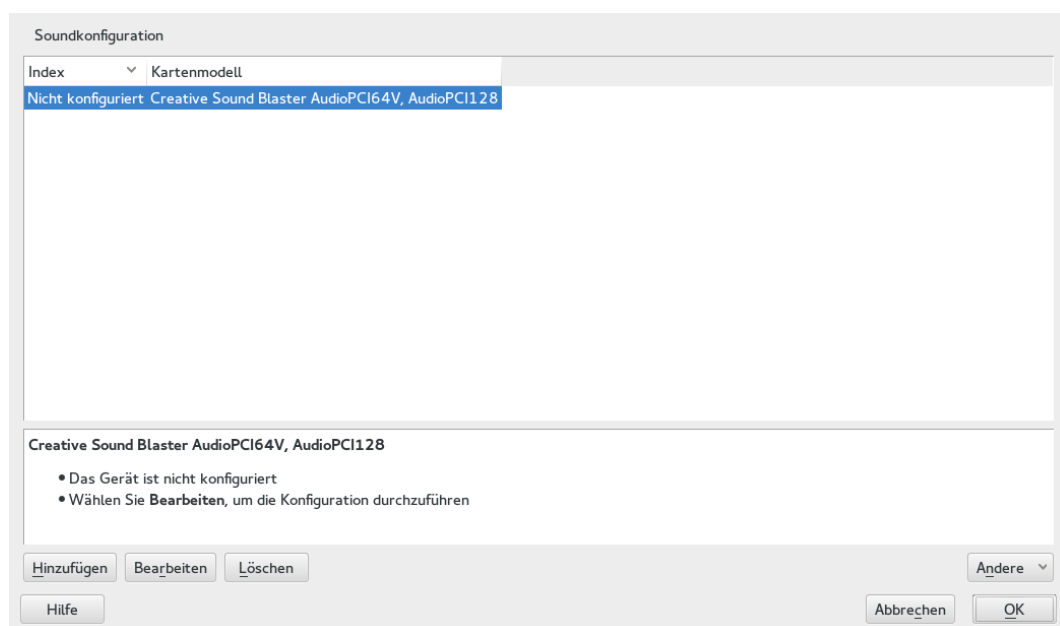 Soundkonfiguration
Index Kartenmodell
Nicht konfiguriert Creative Sound Blaster AudioPCI64V, AudioPCI128
Creative Sound Blaster AudioPCI64V, AudioPCI128
• Das Gerät ist nicht konfiguriert
• Wählen Sie Bearbeiten, um die Konfiguration durchzuführen
Hinzufügen Bearbeiten Löschen Andere
Hilfe Abbrechen OK